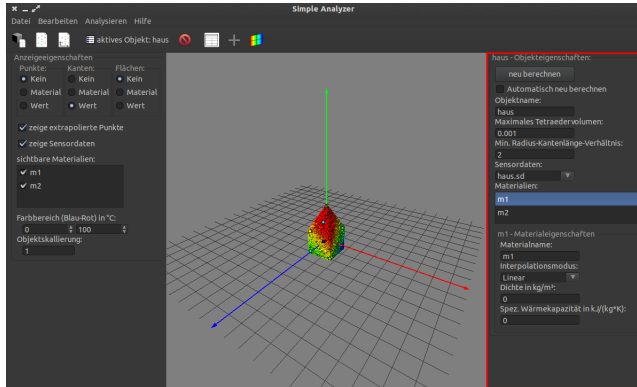 Simple Analyzer
Datei Bearbeiten Analysieren Hilfe
aktives Objekt: haus
Anzeigeeigenschaften
Punkte: Kanten: Flächen:
Kein Kein Kein
Material Material Material
Wert Wert Wert
zeige extrapolierte Punkte
zeige Sensordaten
sichtbare Materialien:
m1
m2
Farbbereich (Blau-Rot) in °C:
0 100
Objektskallierung:
1
haus - Objekteigenschaften:
neu berechnen
Automatisch neu berechnen
Objektname:
haus
Maximales Tetraedervolumen:
0.001
Min. Radius-Kantenlänge-Verhältnis:
2
Sensordaten:
haus.sd
Materialien:
m1
m2
m1 - Materialeigenschaften
Materialname:
m1
Interpolationsmodus:
Linear
Dichte in kg/m³:
0
Spez. Wärmekapazität in kJ/(kg*K):
0